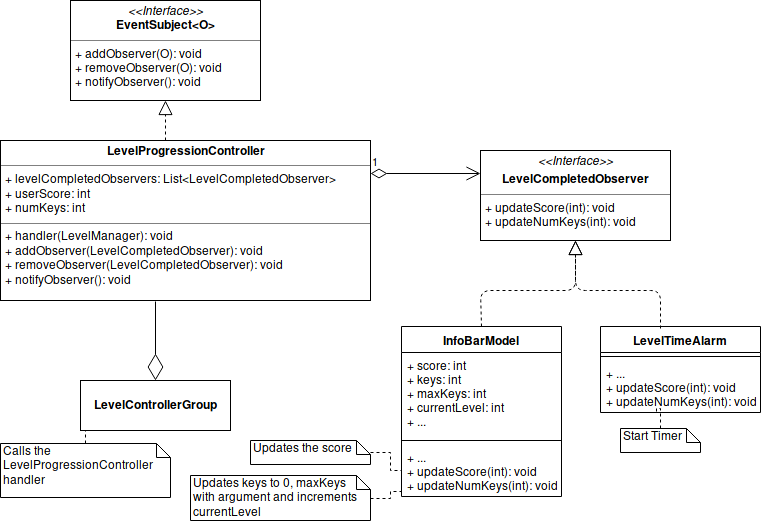 <<Interface>>
EventSubject<O>
+ addObserver(O): void
+ removeObserver(O): void
+ notifyObserver(): void
LevelProgressionController
+ levelCompletedObservers: List<LevelCompletedObserver>
+ userScore: int
+ numKeys: int
+ handler(LevelManager): void
+ addObserver(LevelCompletedObserver): void
+ removeObserver(LevelCompletedObserver): void
+ notifyObserver(): void
1
<<Interface>>
LevelCompletedObserver
+ updateScore(int): void
+ updateNumKeys(int): void
InfoBarModel
+ score: int
+ keys: int
+ maxKeys: int
+ currentLevel: int
+ ...
+ ...
+ updateScore(int): void
+ updateNumKeys(int): void
LevelTimeAlarm
+ ...
+ updateScore(int): void
+ updateNumKeys(int): void
Start Timer
LevelControllerGroup
Calls the
LevelProgressionController
handler
Updates the score
Updates keys to 0, maxKeys
with argument and increments
currentLevel